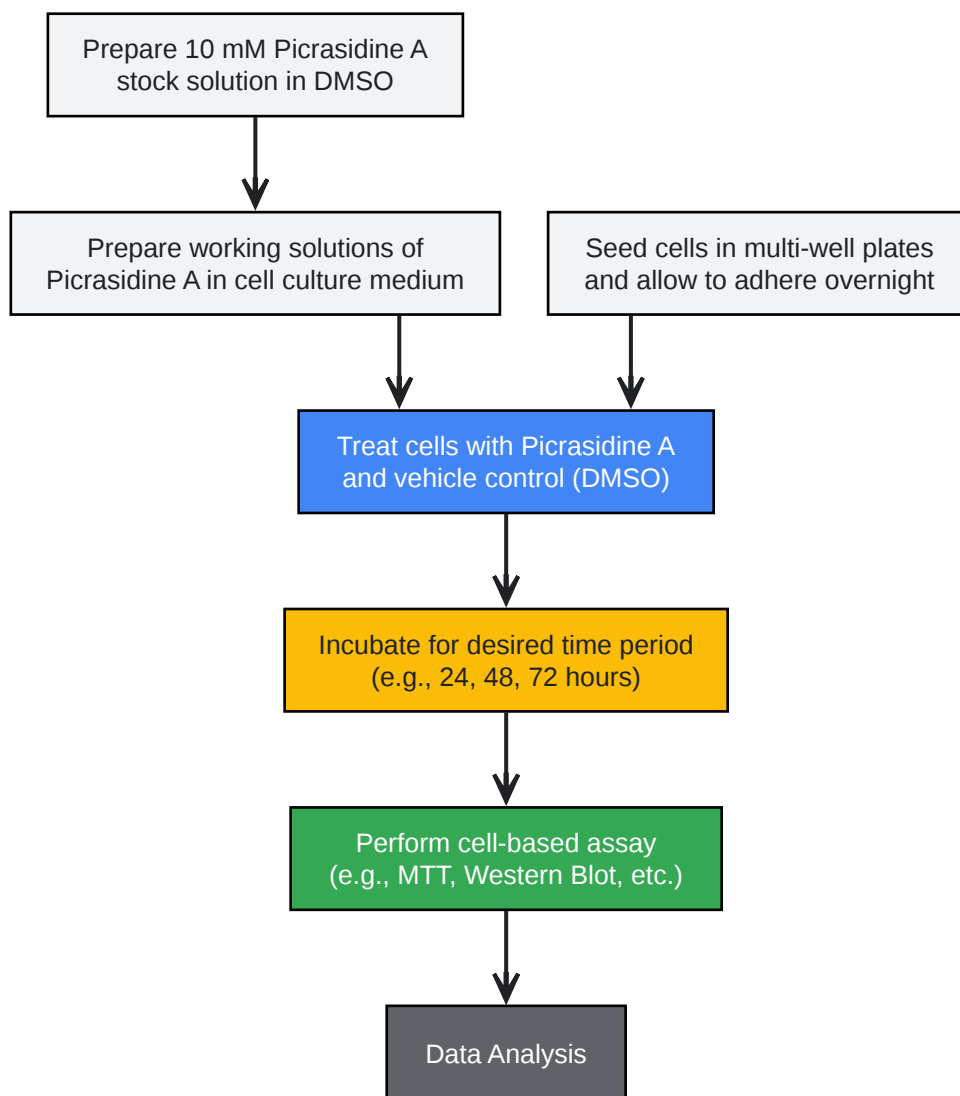 Prepare 10 mM Picrasidine A
stock solution in DMSO
Prepare working solutions of
Picrasidine A in cell culture medium
Seed cells in multi-well plates
and allow to adhere overnight
Treat cells with Picrasidine A
and vehicle control (DMSO)
Incubate for desired time period
(e.g., 24, 48, 72 hours)
Perform cell-based assay
(e.g., MTT, Western Blot, etc.)
Data Analysis